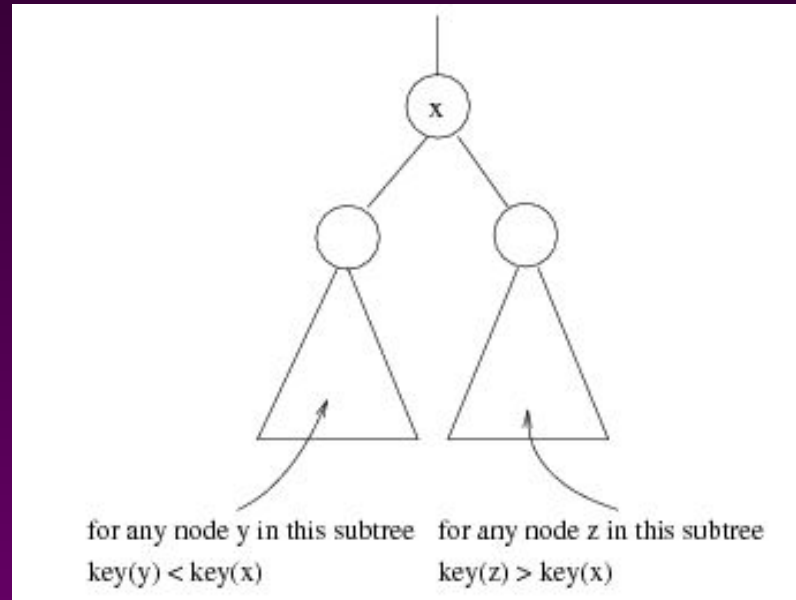 x
for any node y in this subtree
key(y) < key(x)
for any node z in this subtree
key(z) > key(x)